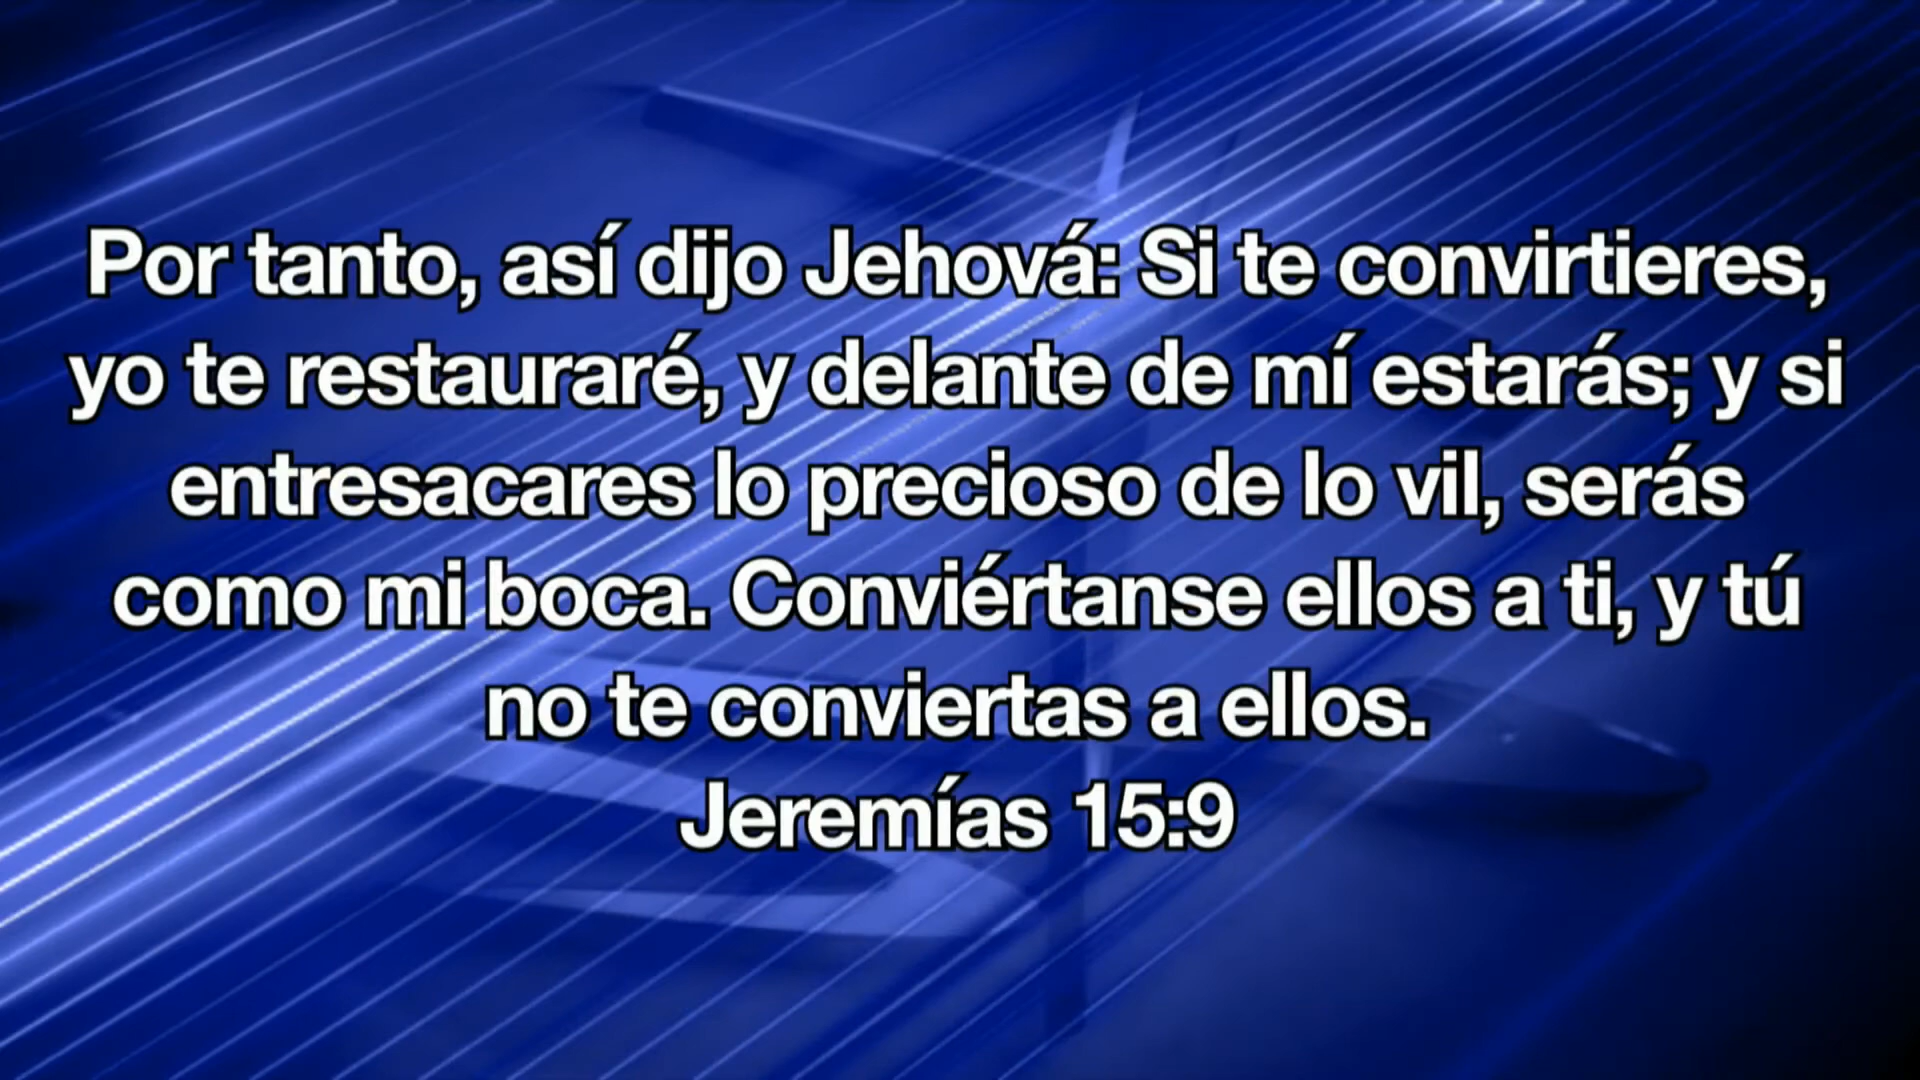 Por tanto, así dijo Jehová: Si te convirtieres,
yo te restauraré, y delante de mí estarás; y si
entresacares lo precioso de lo vil, serás
como mi boca. Conviértanse ellos a ti, y tú
no te conviertas a ellos.
Jeremías 15:9